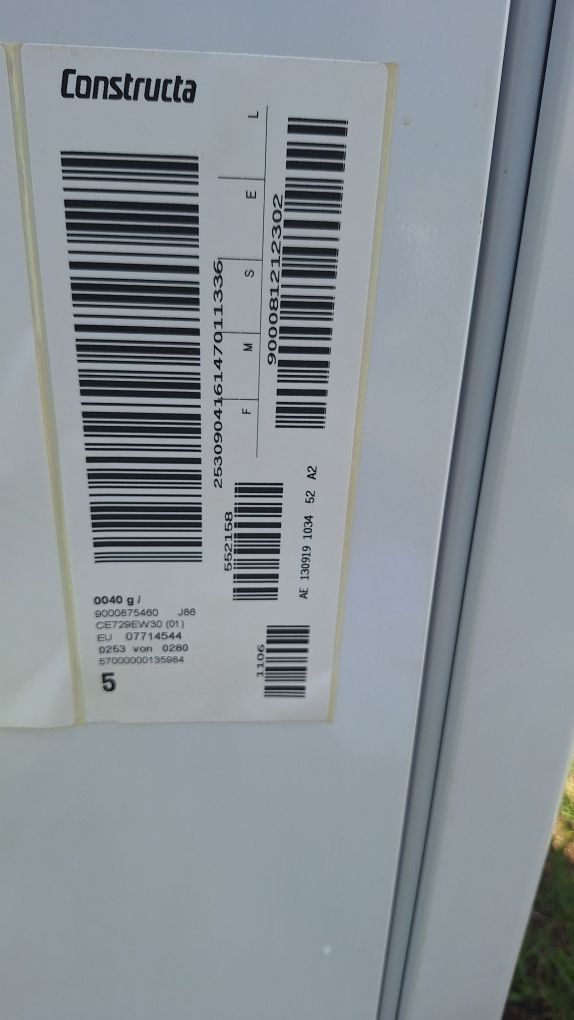 Constructa
253090416147011336
L
E
S
M
F
900081212302
552158
AE 130919 1034 52 A2
1106
0040 g /
9000875460 J86
CE729EW30 (01)
EU 07714544
0253 von 0280
57000000135984
5